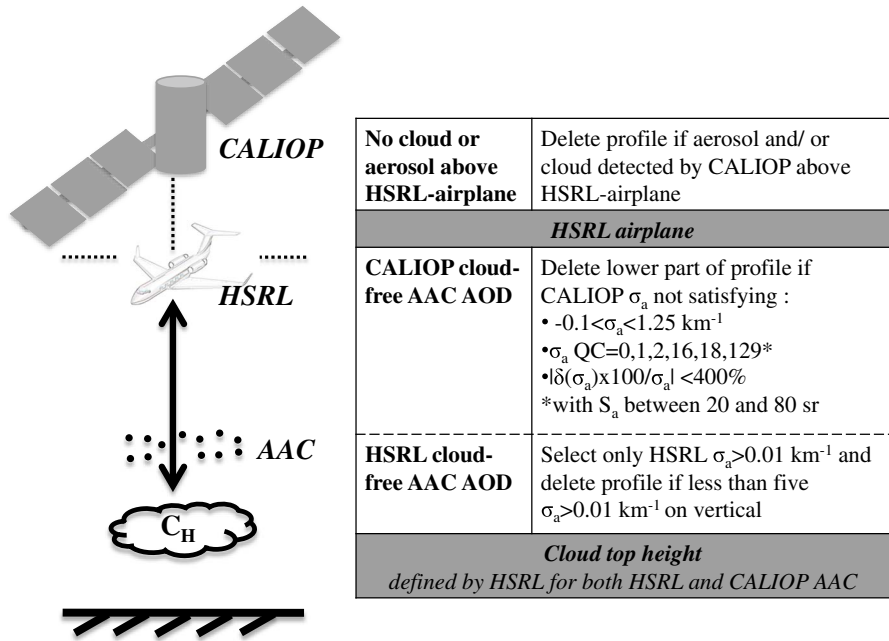 CALIOP
HSRL
AAC
C_H
No cloud or
aerosol above
HSRL-airplane
Delete profile if aerosol and/ or
cloud detected by CALIOP above
HSRL-airplane
HSRL airplane
CALIOP cloud-
free AAC AOD
Delete lower part of profile if
CALIOP σₐ not satisfying :
• -0.1<σₐ<1.25 km⁻¹
•σₐ QC=0,1,2,16,18,129*
•|δ(σₐ)x100/σₐ| <400%
*with Sₐ between 20 and 80 sr
HSRL cloud-
free AAC AOD
Select only HSRL σₐ>0.01 km⁻¹ and
delete profile if less than five
σₐ>0.01 km⁻¹ on vertical
Cloud top height
defined by HSRL for both HSRL and CALIOP AAC